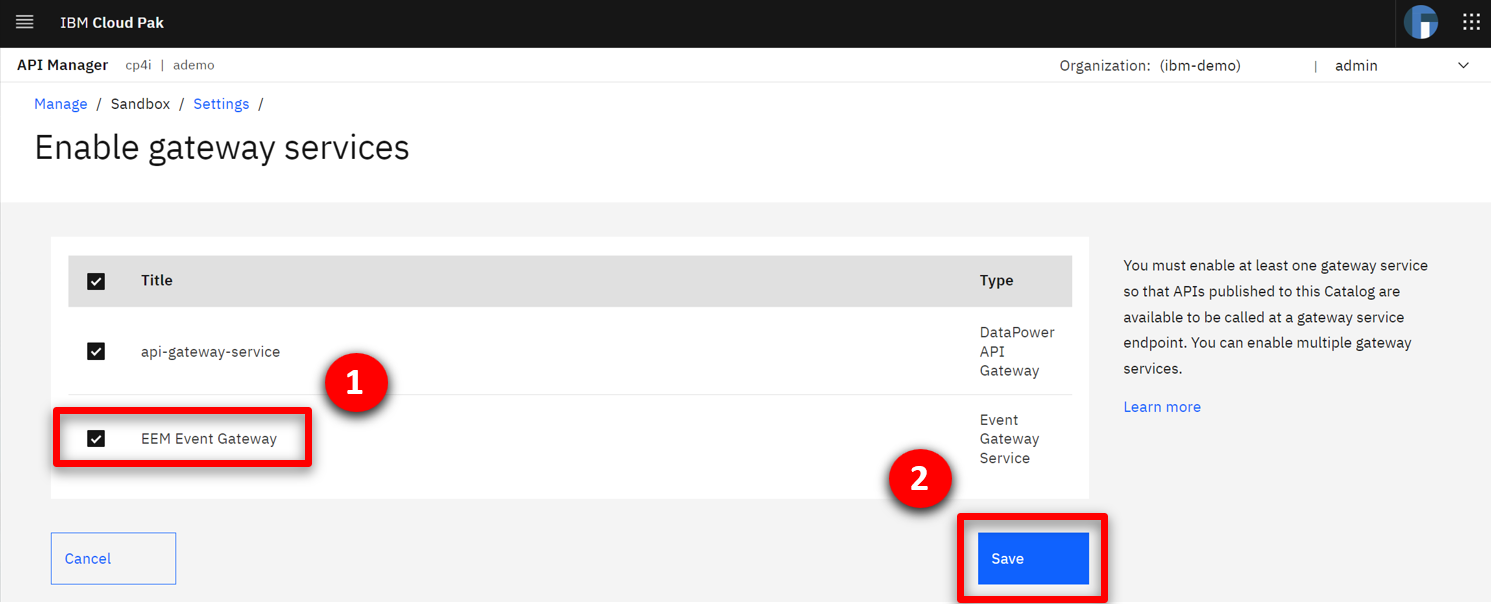 IBM Cloud Pak
API Manager cp4i | ademo Organization: (ibm-demo) | admin
Manage / Sandbox / Settings /
Enable gateway services
Title Type
api-gateway-service
DataPower
API
Gateway
1
EEM Event Gateway
Event
Gateway
Service
2
Cancel
Save
You must enable at least one gateway service
so that APIs published to this Catalog are
available to be called at a gateway service
endpoint. You can enable multiple gateway
services.
Learn more